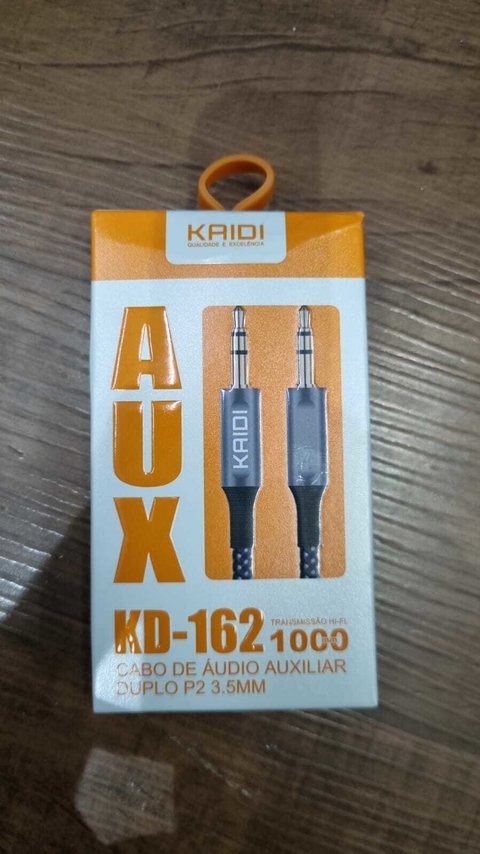 KAIDI
QUALIDADE E EXCELÊNCIA
AUX
KAIDI
KD-162
TRANSMISSÃO HI-FI
1000
CABO DE ÁUDIO AUXILIAR
DUPLO P2 3.5MM